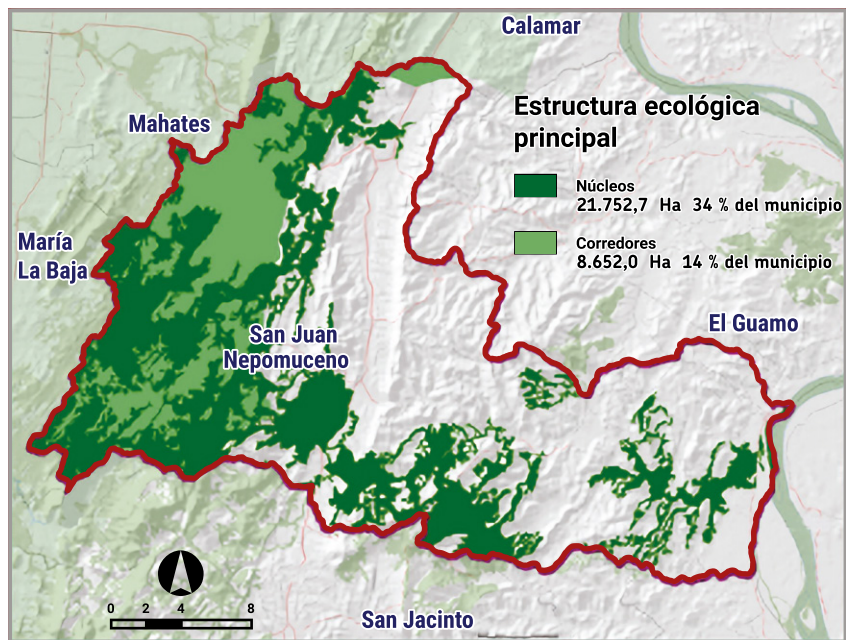 Calamar
Mahates
Estructura ecológica
principal
Núcleos
21.752,7 Ha 34 % del municipio
Corredores
8.652,0 Ha 14 % del municipio
María
La Baja
San Juan
Nepomuceno
El Guamo
0 2 4 8
San Jacinto